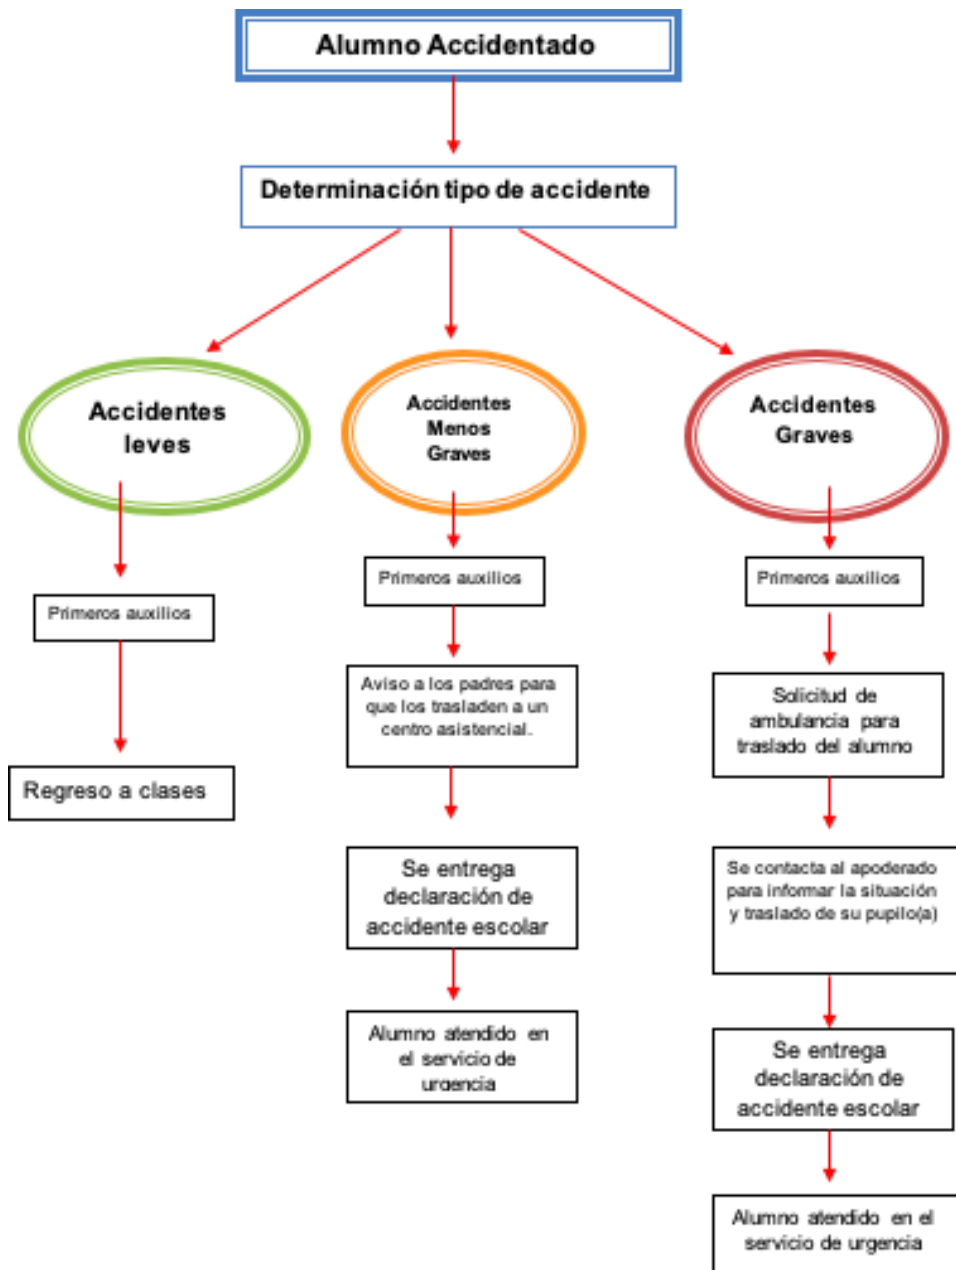 Alumno Accidentado
Determinación tipo de accidente
Accidentes
leves
Primeros auxilios
Regreso a clases
Accidentes
Menos
Graves
Primeros auxilios
Aviso a los padres para
que los trasladen a un
centro asistencial.
Se entrega
declaración de
accidente escolar
Alumno atendido en
el servicio de
urgencia
Accidentes
Graves
Primeros auxilios
Solicitud de
ambulancia para
traslado del alumno
Se contacta al apoderado
para informar la situación
y traslado de su pupilo(a)
Se entrega
declaración de
accidente escolar
Alumno atendido en el
servicio de urgencia